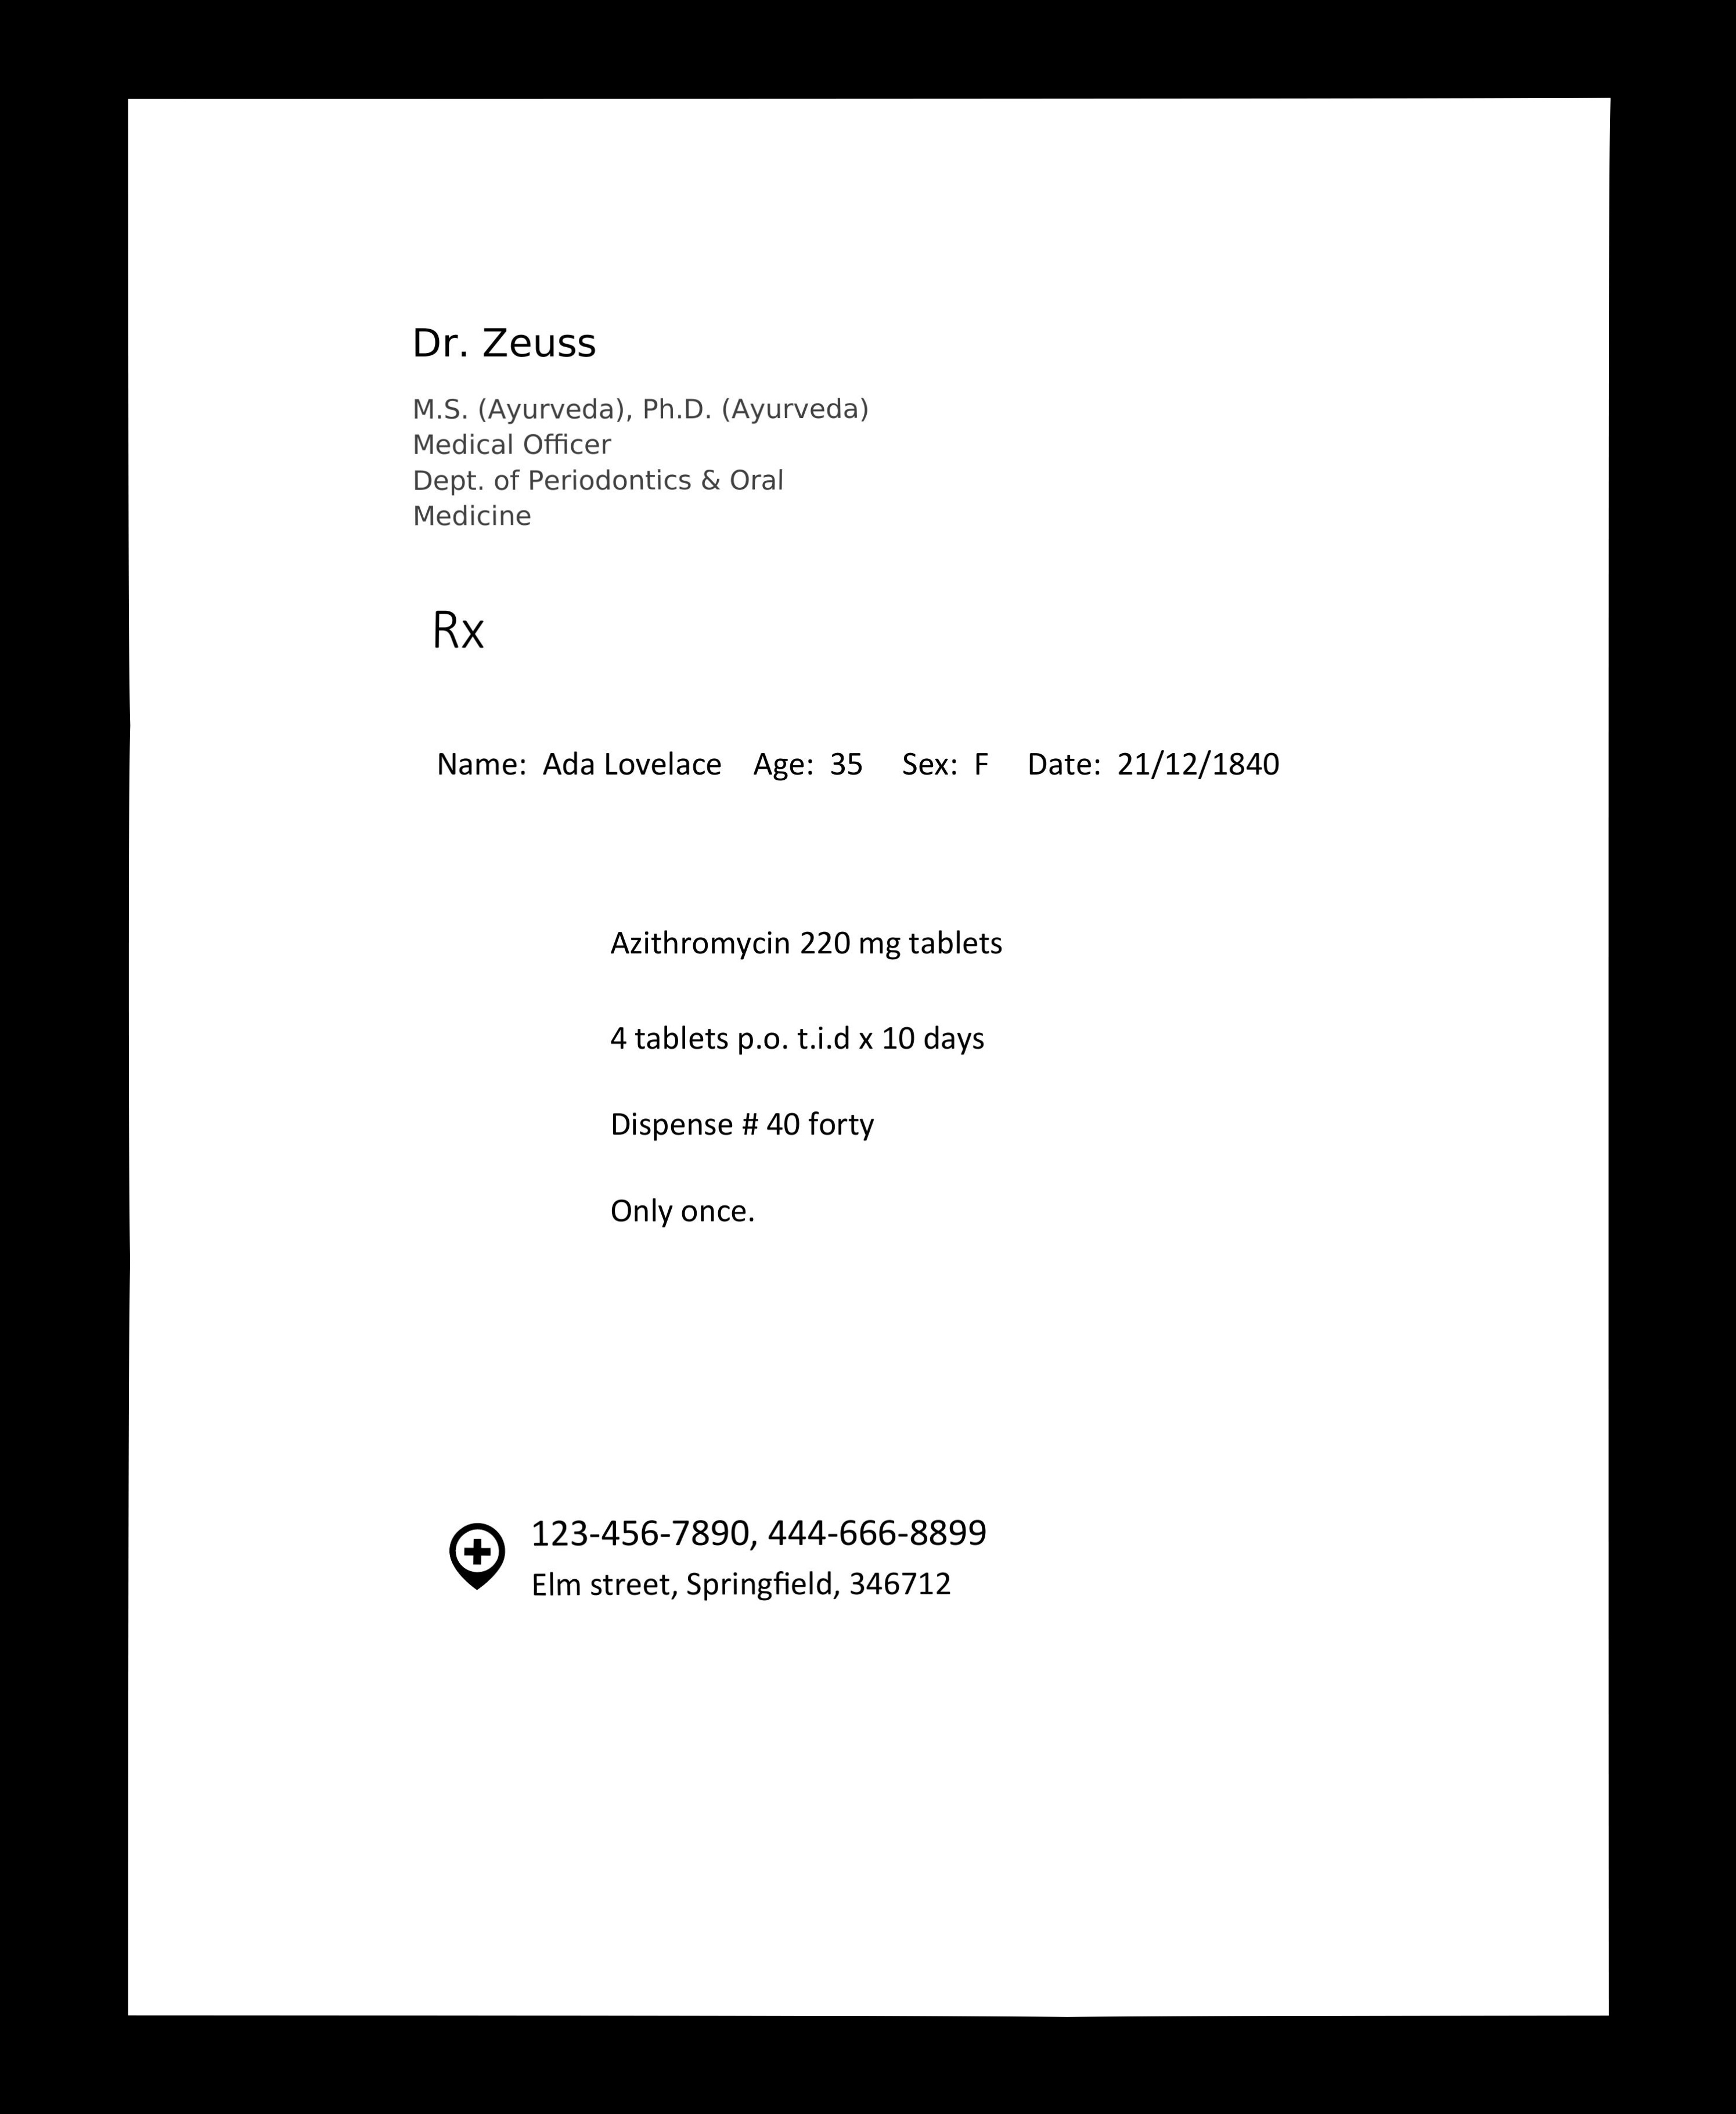 Dr. Zeuss
M.S. (Ayurveda), Ph.D. (Ayurveda)
Medical Officer
Dept. of Periodontics & Oral
Medicine
Rx
Name: Ada Lovelace Age: 35 Sex: F Date: 21/12/1840
Azithromycin 220 mg tablets
4 tablets p.o. t.i.d x 10 days
Dispense # 40 forty
Only once.
123-456-7890, 444-666-8899
Elm street, Springfield, 346712